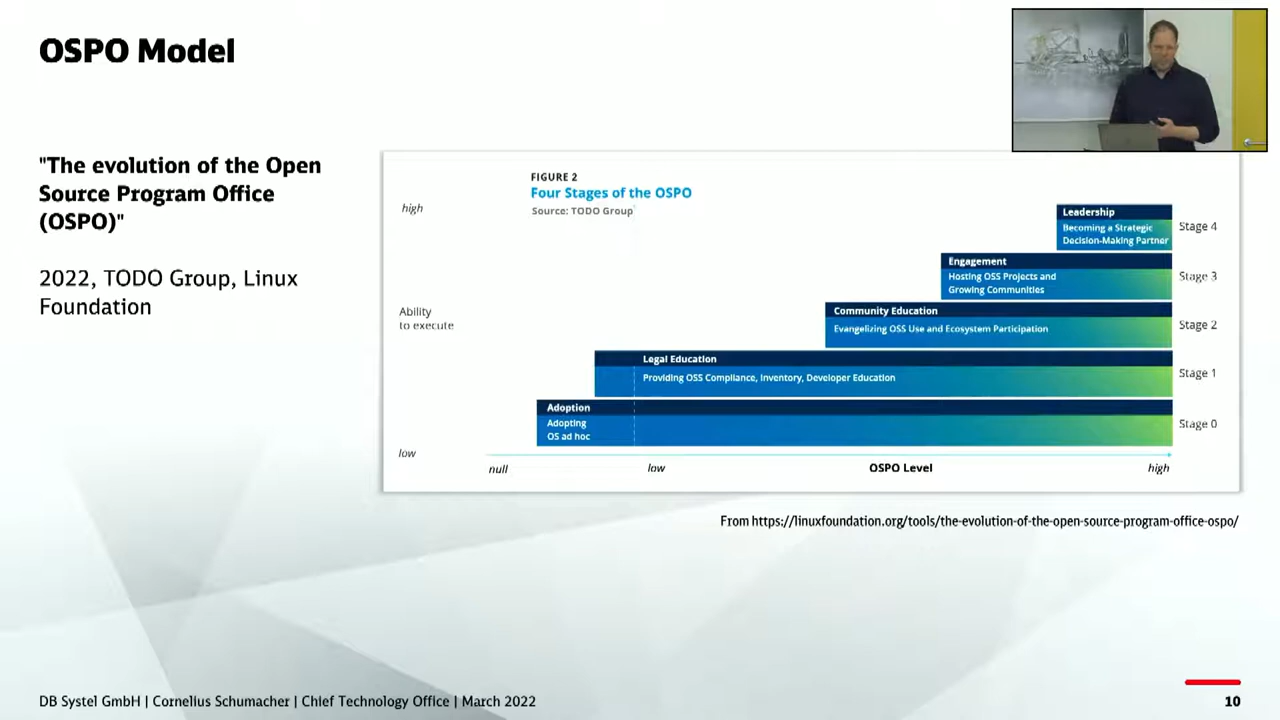 OSPO Model
"The evolution of the Open
Source Program Office
(OSPO)"
2022, TODO Group, Linux
Foundation
FIGURE 2
Four Stages of the OSPO
Source: TODO Group
high
Ability
to execute
low
Leadership
Becoming a Strategic
Decision-Making Partner
Stage 4
Engagement
Hosting OSS Projects and
Growing Communities
Stage 3
Community Education
Evangelizing OSS Use and Ecosystem Participation
Stage 2
Legal Education
Providing OSS Compliance, Inventory, Developer Education
Stage 1
Adoption
Adopting
OS ad hoc
Stage 0
null
low
OSPO Level
high
From https://linuxfoundation.org/tools/the-evolution-of-the-open-source-program-office-ospo/
DB Systel GmbH | Cornelius Schumacher | Chief Technology Office | March 2022
10